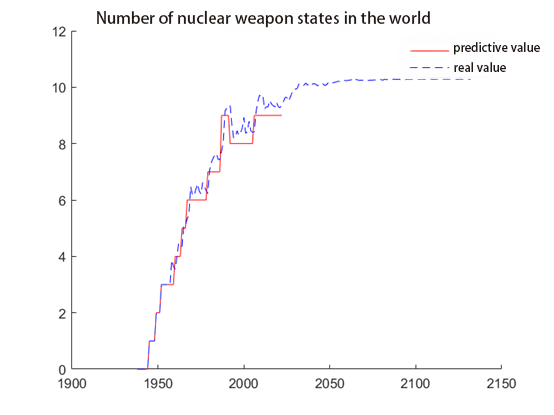 Number of nuclear weapon states in the world
12
predictive value
real value
10
8
6
4
2
0
1900 1950 2000 2050 2100 2150